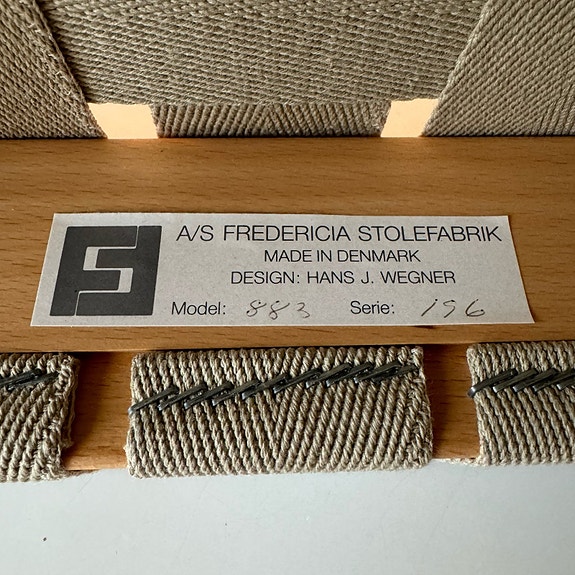 A/S FREDERICIA STOLEFABRIK
MADE IN DENMARK
DESIGN: HANS J. WEGNER
Model: 883 Serie: 196